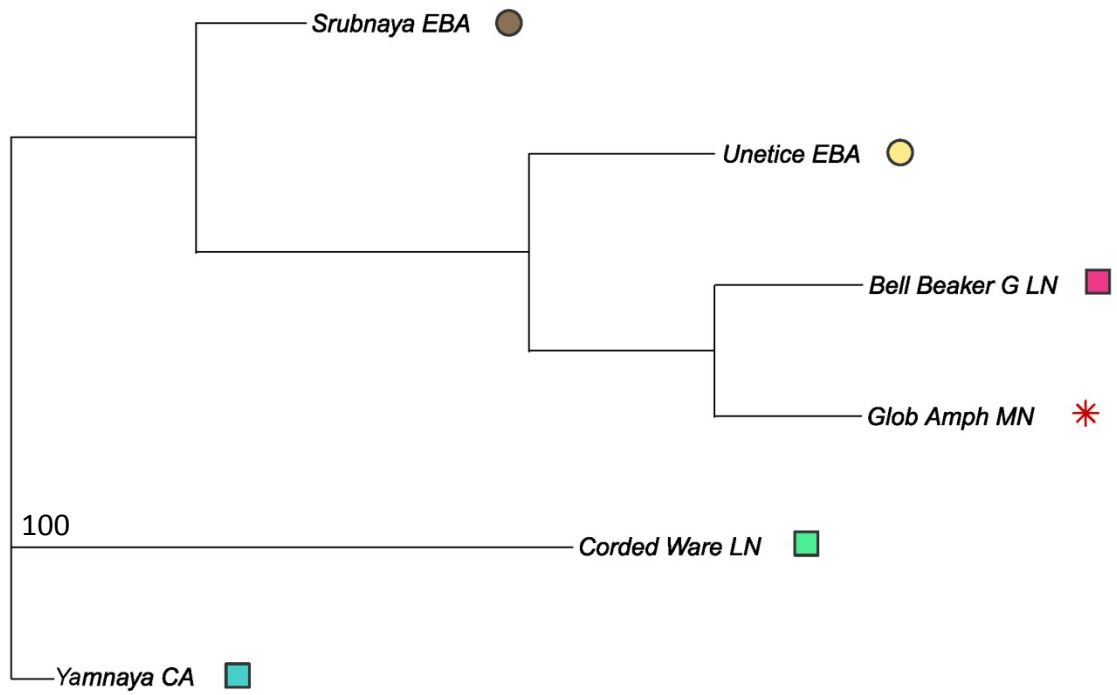 Srubnaya EBA
Unetice EBA
Bell Beaker G LN
Glob Amph MN
100
Corded Ware LN
Yamnaya CA